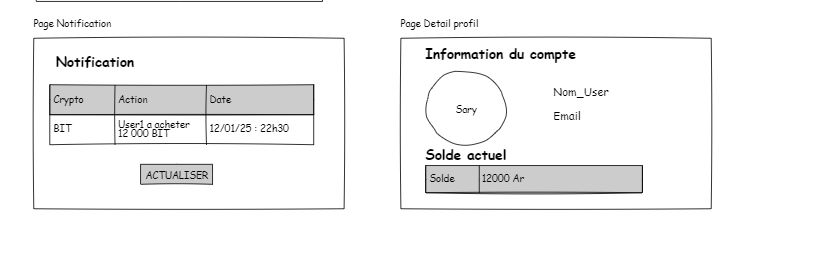 Page Notification
Notification
Crypto Action Date
BIT User1 a acheter 12/01/25 : 22h30
12 000 BIT
ACTUALISER
Page Detail profil
Information du compte
Sary
Nom_User
Email
Solde actuel
Solde 12000 Ar